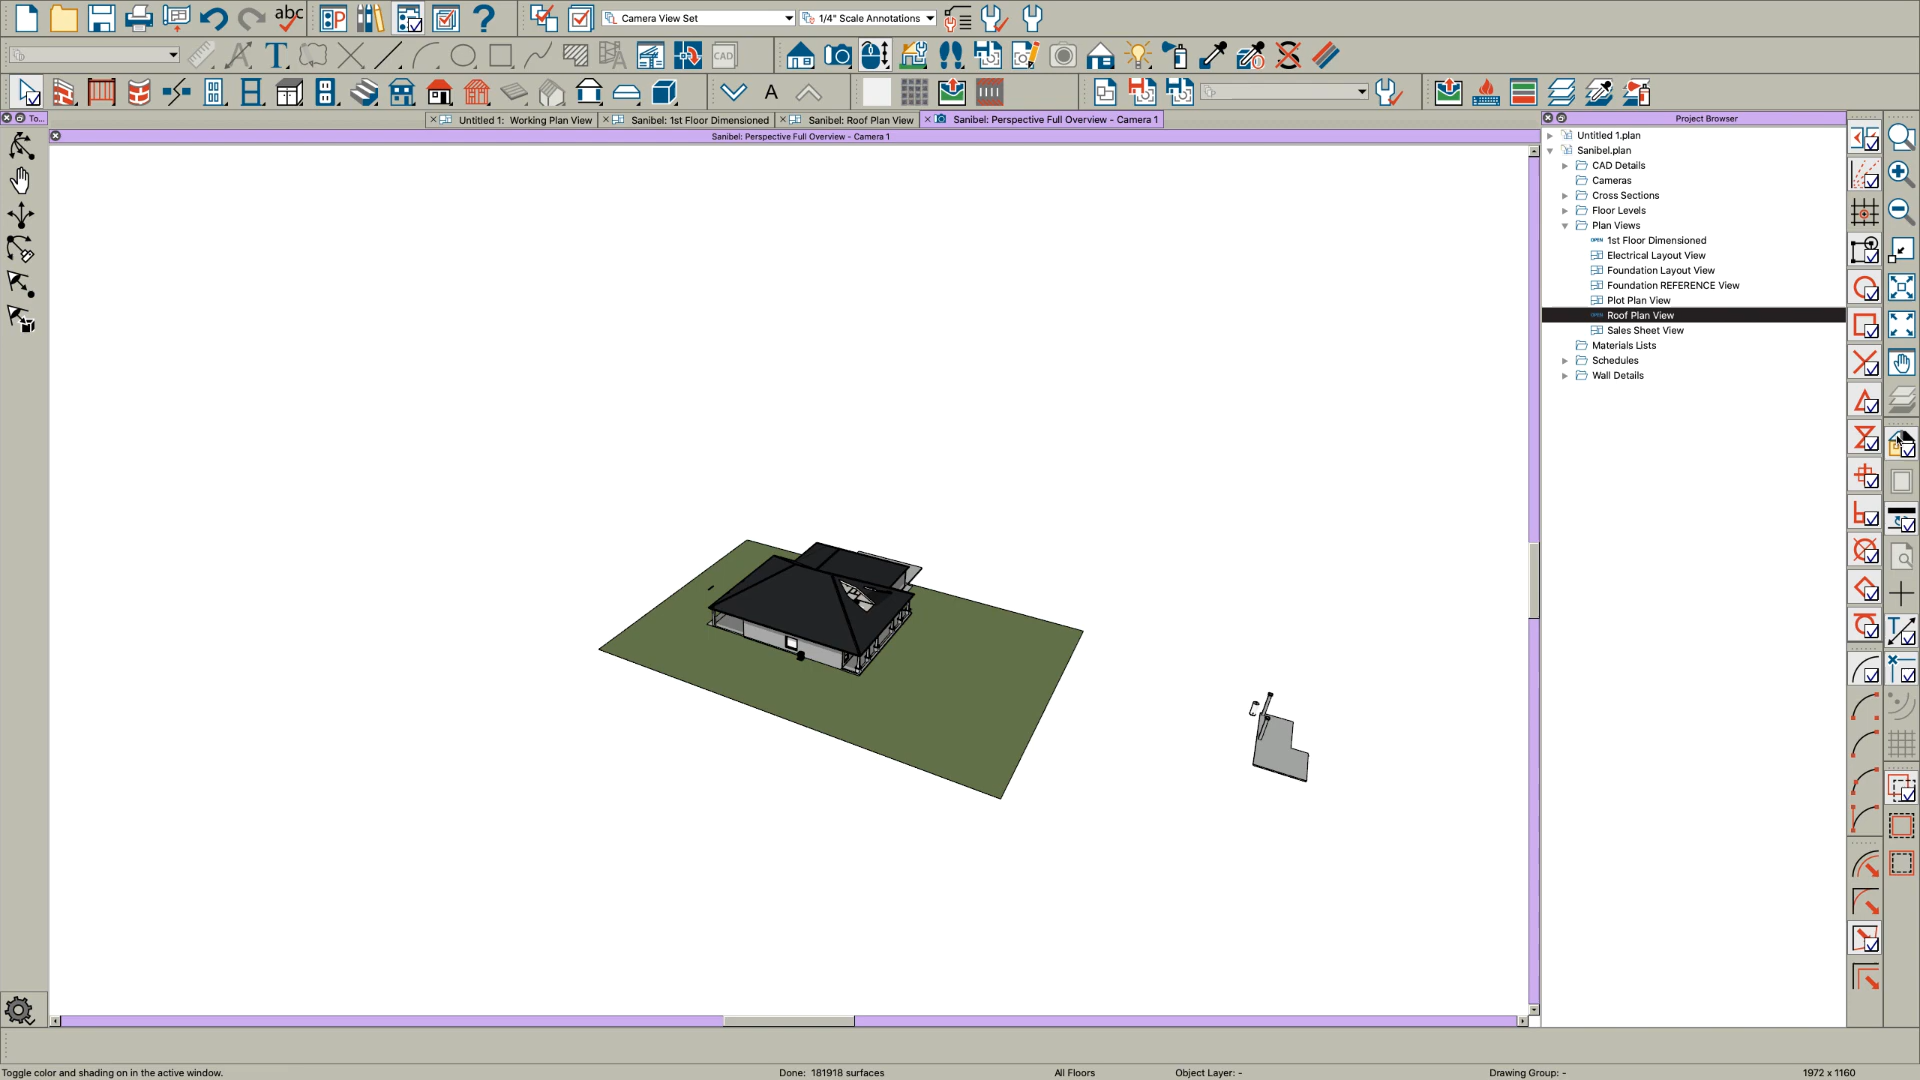 abc
Camera View Set
1/4" Scale Annotations
T
CAD
A
To...
Untitled 1: Working Plan View
Sanibel: 1st Floor Dimensioned
Sanibel: Roof Plan View
Sanibel: Perspective Full Overview - Camera 1
Project Browser
Sanibel: Perspective Full Overview - Camera 1
Untitled 1.plan
Sanibel.plan
CAD Details
Cameras
Cross Sections
Floor Levels
Plan Views
OPEN 1st Floor Dimensioned
Electrical Layout View
Foundation Layout View
Foundation REFERENCE View
Plot Plan View
OPEN Roof Plan View
Sales Sheet View
Materials Lists
Schedules
Wall Details
Toggle color and shading on in the active window.
Done: 181918 surfaces
All Floors
Object Layer: -
Drawing Group: -
1972 x 1160